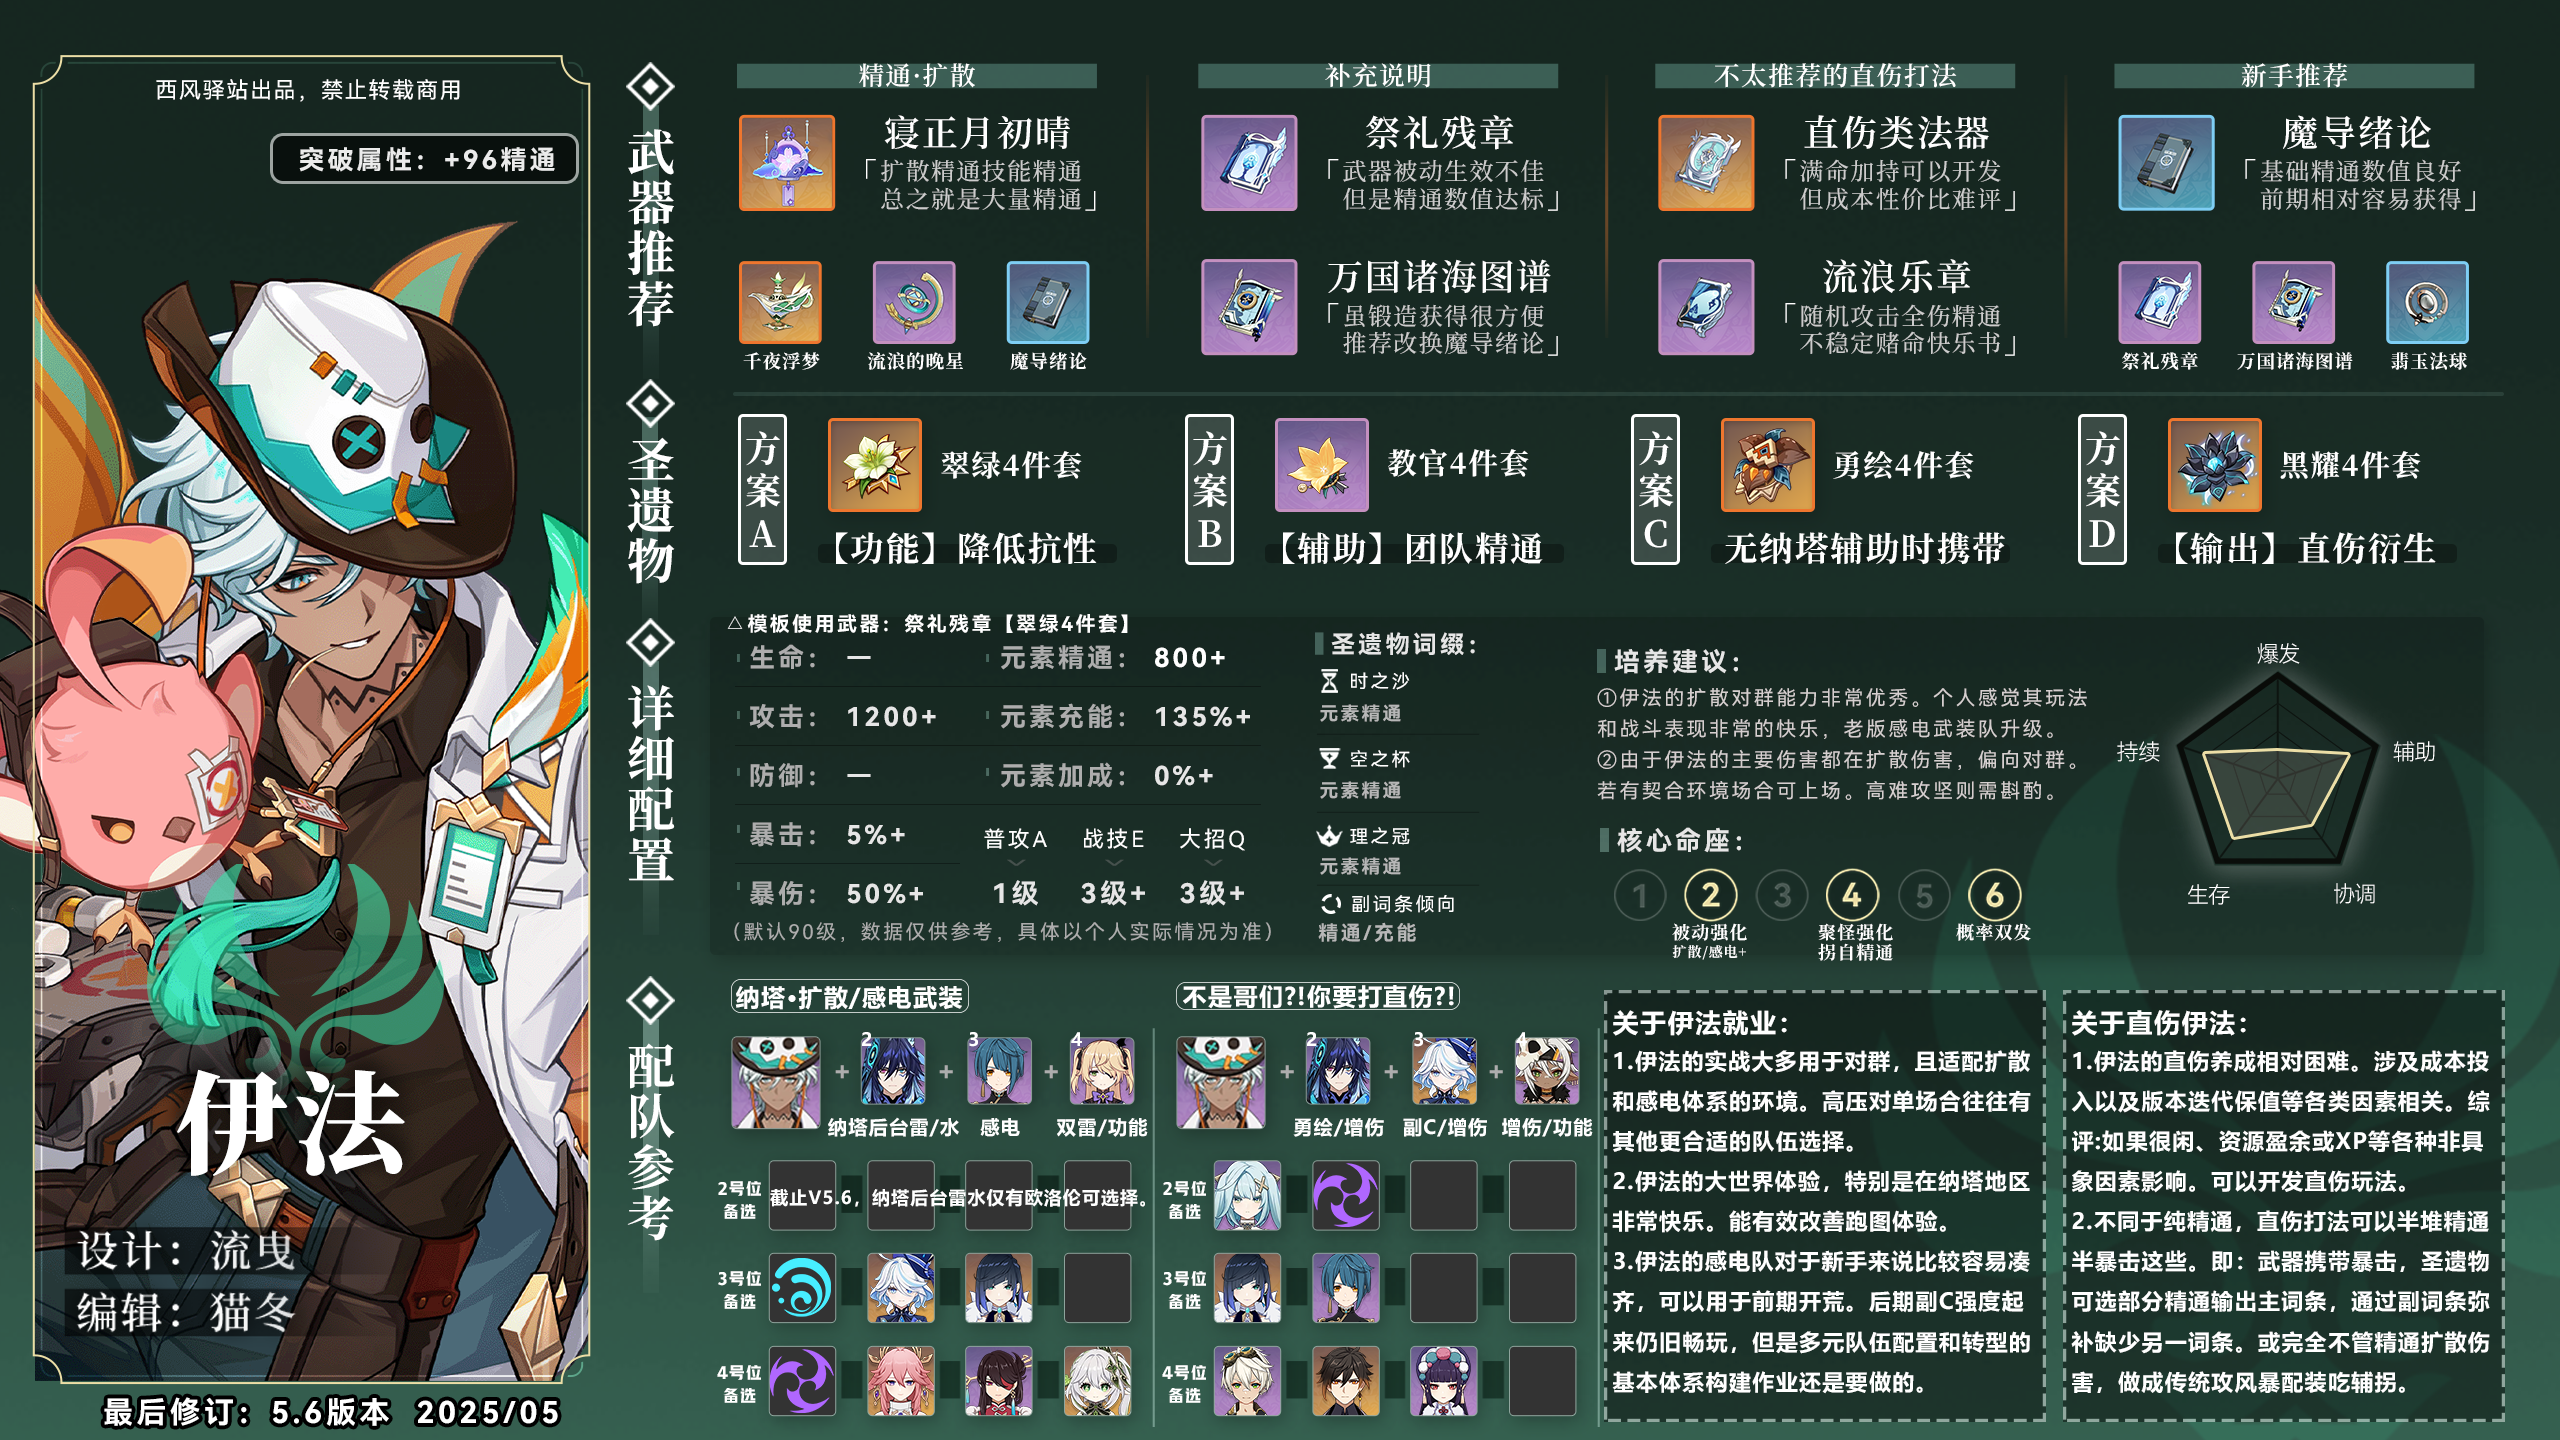 西风驿站出品，禁止转载商用
突破属性：+96精通
伊法
设计：流曳
编辑：猫冬
最后修订：5.6版本 2025/05
武器推荐
精通·扩散
寝正月初晴
「扩散精通技能精通
总之就是大量精通」
千夜浮梦
流浪的晚星
魔导绪论
补充说明
祭礼残章
「武器被动生效不佳
但是精通数值达标」
万国诸海图谱
「虽锻造获得很方便
推荐改换魔导绪论」
不太推荐的直伤打法
直伤类法器
「满命加持可以开发
但成本性价比难评」
流浪乐章
「随机攻击全伤精通
不稳定赌命快乐书」
新手推荐
魔导绪论
「基础精通数值良好
前期相对容易获得」
祭礼残章
万国诸海图谱
翡玉法球
圣遗物
方案A
翠绿4件套
【功能】降低抗性
方案B
教官4件套
【辅助】团队精通
方案C
勇绘4件套
无纳塔辅助时携带
方案D
黑耀4件套
【输出】直伤衍生
详细配置
△模板使用武器：祭礼残章【翠绿4件套】
生命：—
元素精通：800+
攻击：1200+
元素充能：135%+
防御：—
元素加成：0%+
暴击：5%+
普攻A 战技E 大招Q
暴伤：50%+
1级 3级+ 3级+
(默认90级，数据仅供参考，具体以个人实际情况为准)
圣遗物词缀：
时之沙
元素精通
空之杯
元素精通
理之冠
元素精通
副词条倾向
精通/充能
培养建议：
①伊法的扩散对群能力非常优秀。个人感觉其玩法
和战斗表现非常的快乐，老版感电武装队升级。
②由于伊法的主要伤害都在扩散伤害，偏向对群。
若有契合环境场合可上场。高难攻坚则需斟酌。
核心命座：
1 2 3 4 5 6
被动强化
扩散/感电+
聚怪强化
拐自精通
概率双发
爆发
持续
辅助
生存
协调
配队参考
纳塔·扩散/感电武装
+ 2 + 3 + 4
纳塔后台雷/水
感电
双雷/功能
2号位
备选
截止V5.6，纳塔后台雷水仅有欧洛伦可选择。
3号位
备选
4号位
备选
不是哥们?!你要打直伤?!
+ 2 + 3 + 4
勇绘/增伤
副C/增伤
增伤/功能
2号位
备选
3号位
备选
4号位
备选
关于伊法就业：
1.伊法的实战大多用于对群，且适配扩散
和感电体系的环境。高压对单场合往往有
其他更合适的队伍选择。
2.伊法的大世界体验，特别是在纳塔地区
非常快乐。能有效改善跑图体验。
3.伊法的感电队对于新手来说比较容易凑
齐，可以用于前期开荒。后期副C强度起
来仍旧畅玩，但是多元队伍配置和转型的
基本体系构建作业还是要做的。
关于直伤伊法：
1.伊法的直伤养成相对困难。涉及成本投
入以及版本迭代保值等各类因素相关。综
评:如果很闲、资源盈余或XP等各种非具
象因素影响。可以开发直伤玩法。
2.不同于纯精通，直伤打法可以半堆精通
半暴击这些。即：武器携带暴击，圣遗物
可选部分精通输出主词条，通过副词条弥
补缺少另一词条。或完全不管精通扩散伤
害，做成传统攻风暴配装吃辅拐。